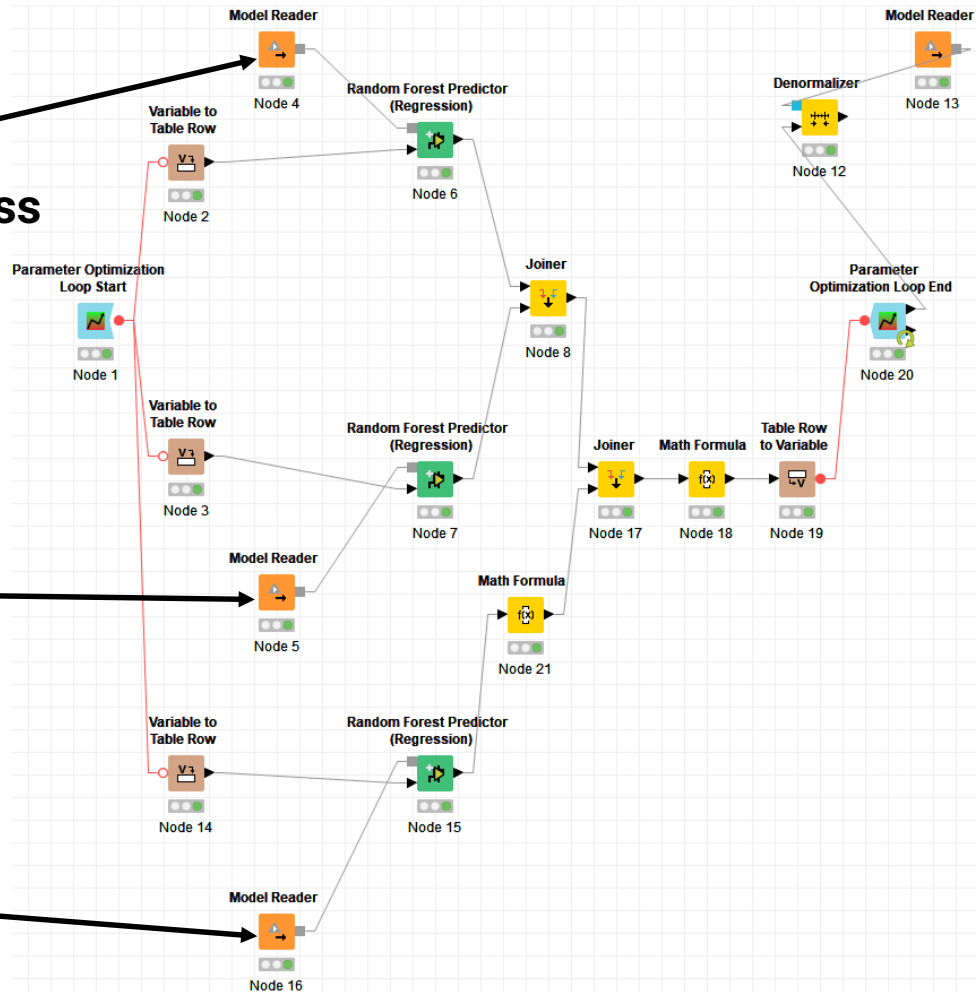 Model Reader
Node 4
Model Reader
Node 13
Random Forest Predictor
(Regression)
Node 6
Denormalizer
Node 12
Variable to
Table Row
Node 2
ss
Parameter Optimization
Loop Start
Node 1
Joiner
Node 8
Parameter
Optimization Loop End
Node 20
Variable to
Table Row
Node 3
Random Forest Predictor
(Regression)
Node 7
Joiner
f(x)
Node 17
Math Formula
Node 18
Table Row
to Variable
Node 19
Model Reader
Node 5
Math Formula
f(x)
Node 21
Variable to
Table Row
Node 14
Random Forest Predictor
(Regression)
Node 15
Model Reader
Node 16